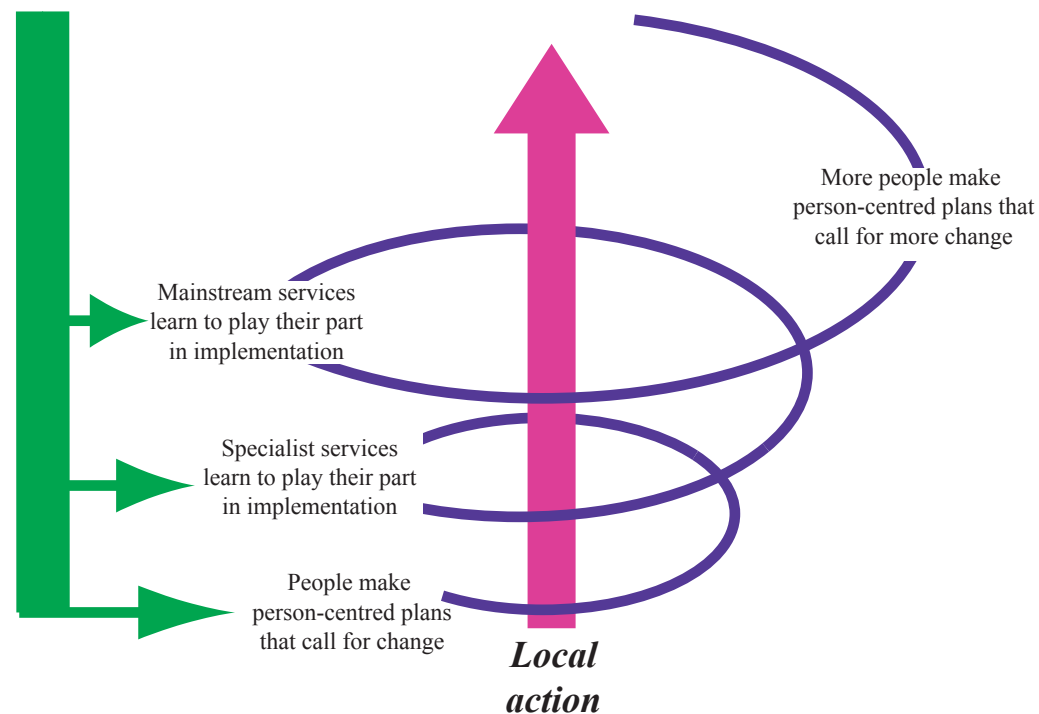 More people make
person-centred plans that
call for more change
Mainstream services
learn to play their part
in implementation
Specialist services
learn to play their part
in implementation
People make
person-centred plans
that call for change
Local
action